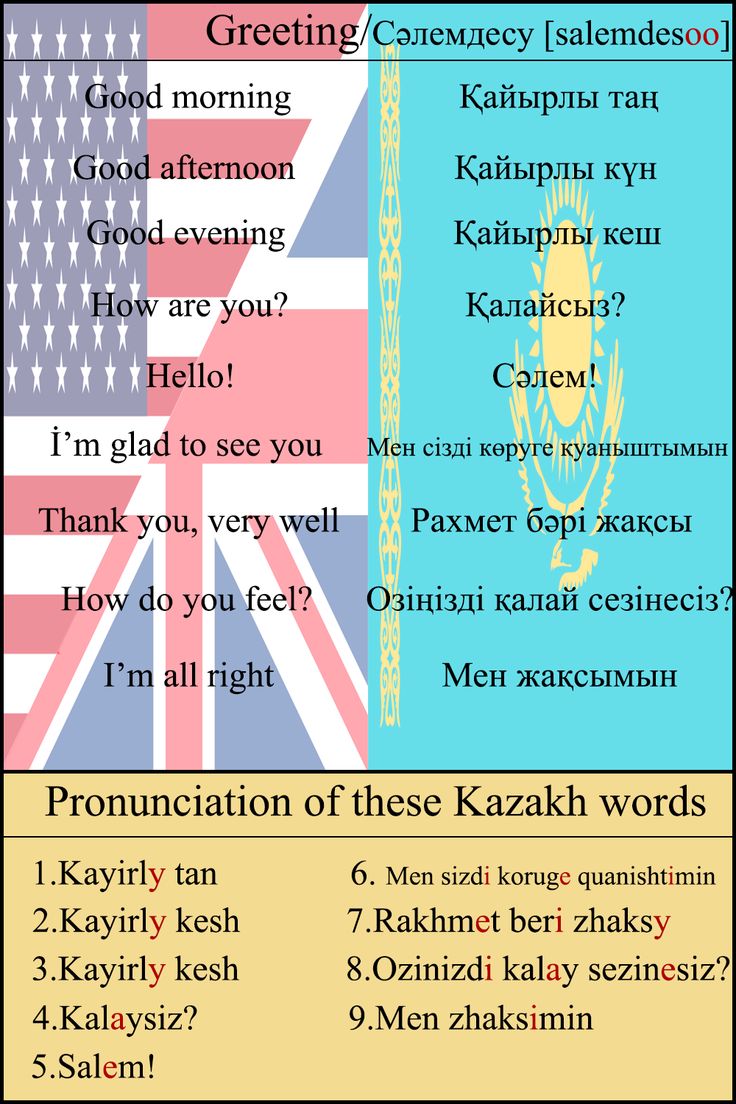 Greeting/Сәлемдесу [salemdesoo]
Good morning Қайырлы таң
Good afternoon Қайырлы күн
Good evening Қайырлы кеш
How are you? Қалайсыз?
Hello! Сәлем!
İ’m glad to see you Мен сізді көруге қуаныштымын
Thank you, very well Рахмет бәрі жақсы
How do you feel? Озіңізді қалай сезінесіз?
I’m all right Мен жақсымын
Pronunciation of these Kazakh words
1.Kayirly tan
2.Kayirly kesh
3.Kayirly kesh
4.Kalaysiz?
5.Salem!
6. Men sizdi koruge quanishtimin
7.Rakhmet beri zhaksy
8.Ozinizdi kalay sezinesiz?
9.Men zhaksimin